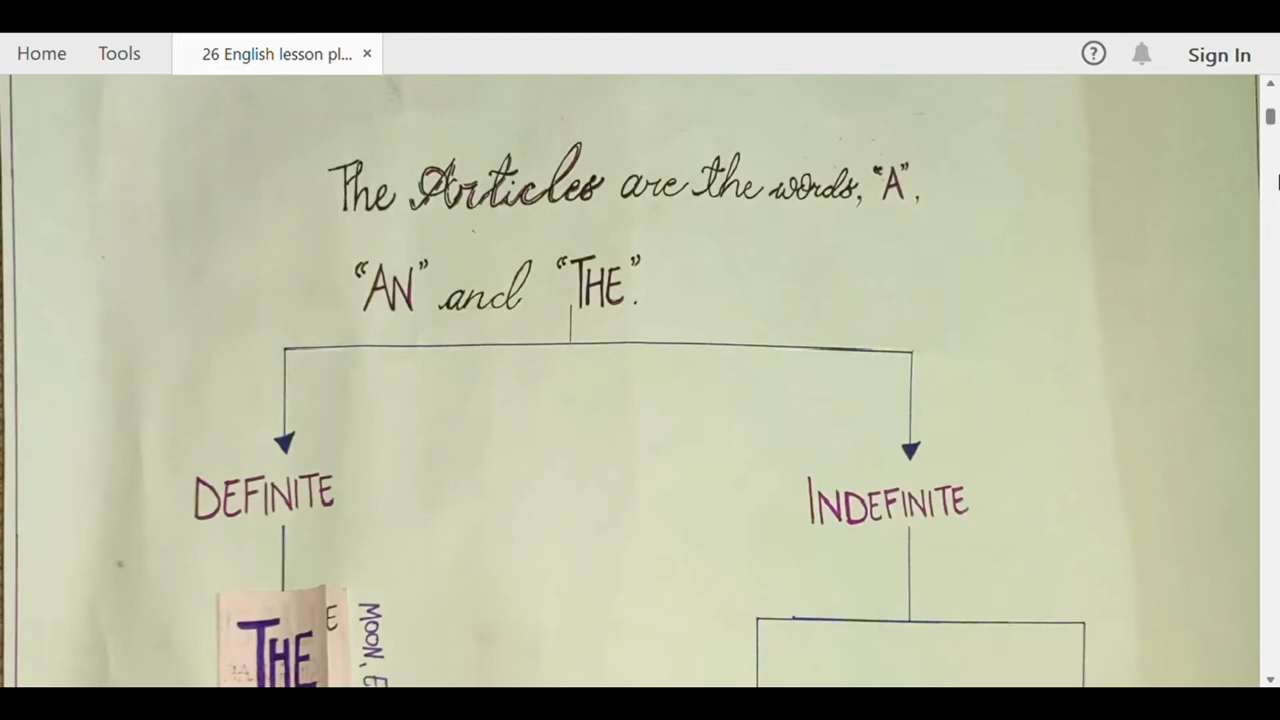 Home Tools 26 English lesson pl... × Sign In
The Articles are the words, "A",
"AN" and "THE".
DEFINITE INDEFINITE
THE
E
MOON, E